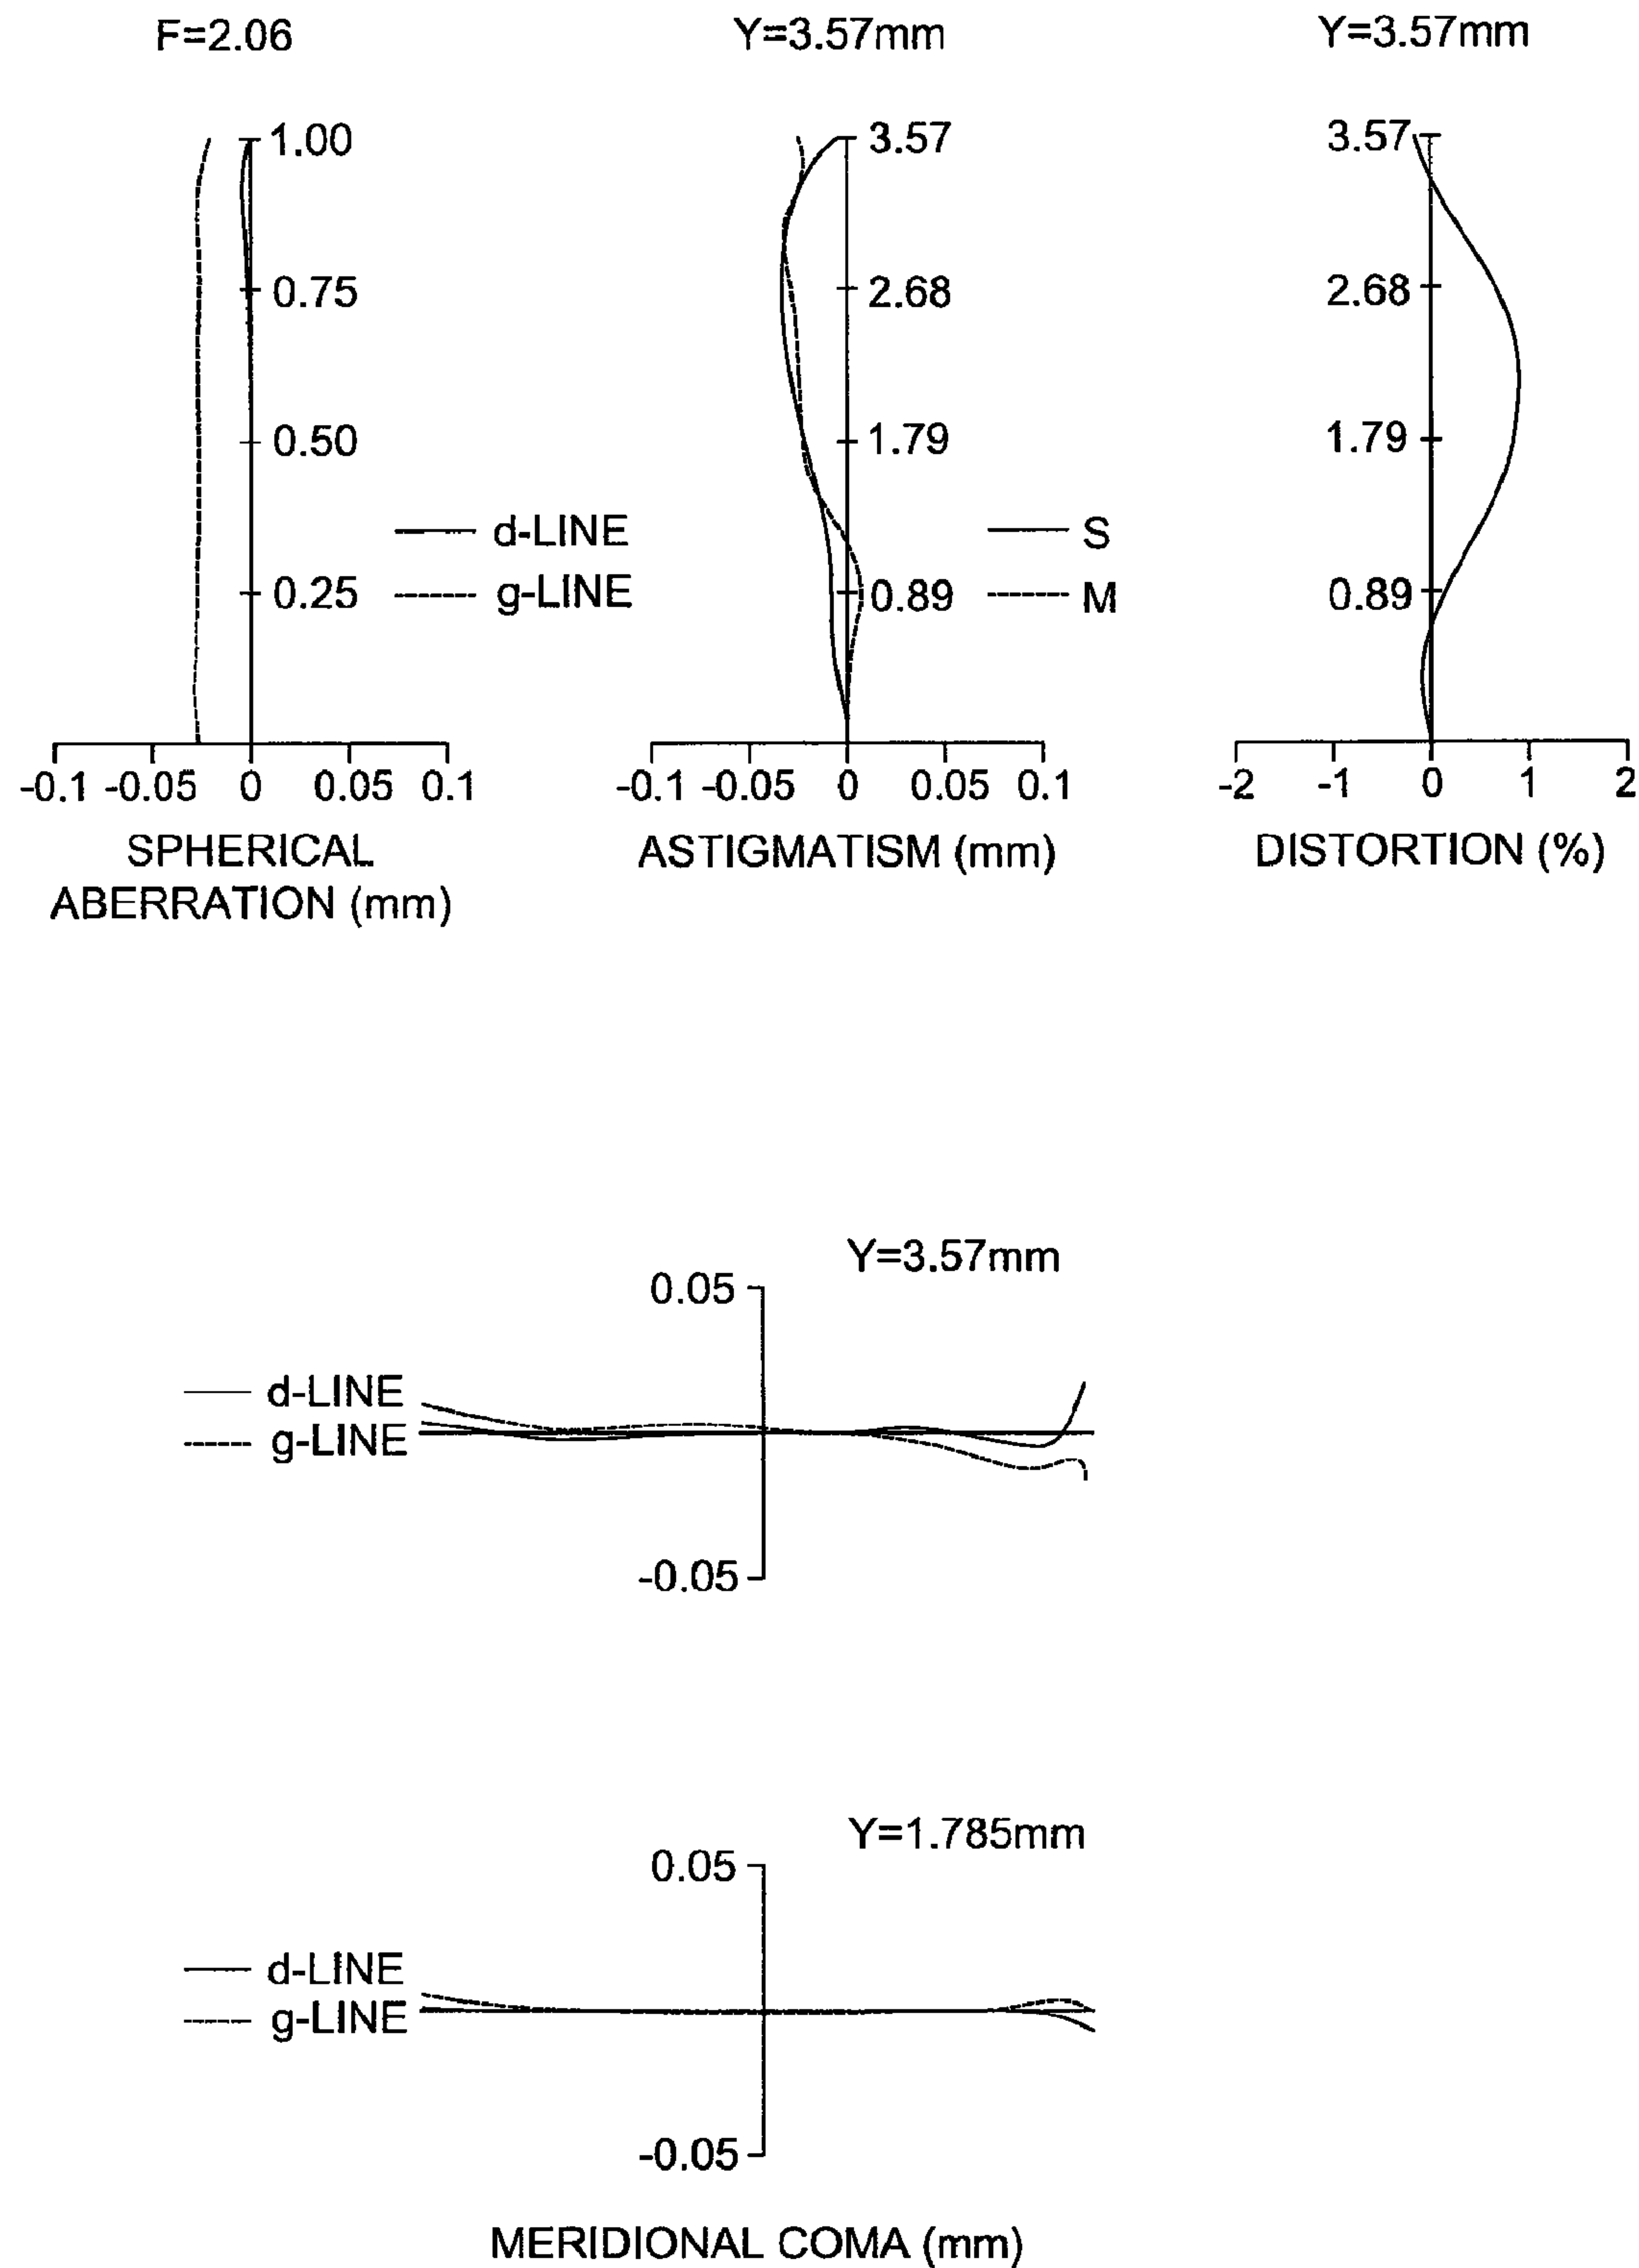 F=2.06
Y=3.57mm
Y=3.57mm
1.00
0.75
0.50
0.25
d-LINE
g-LINE
-0.1 -0.05 0 0.05 0.1
SPHERICAL
ABERRATION (mm)
3.57
2.68
1.79
0.89
S
M
-0.1 -0.05 0 0.05 0.1
ASTIGMATISM (mm)
3.57
2.68
1.79
0.89
-2 -1 0 1 2
DISTORTION (%)
Y=3.57mm
0.05
d-LINE
g-LINE
-0.05
Y=1.785mm
0.05
d-LINE
g-LINE
-0.05
MERIDIONAL COMA (mm)